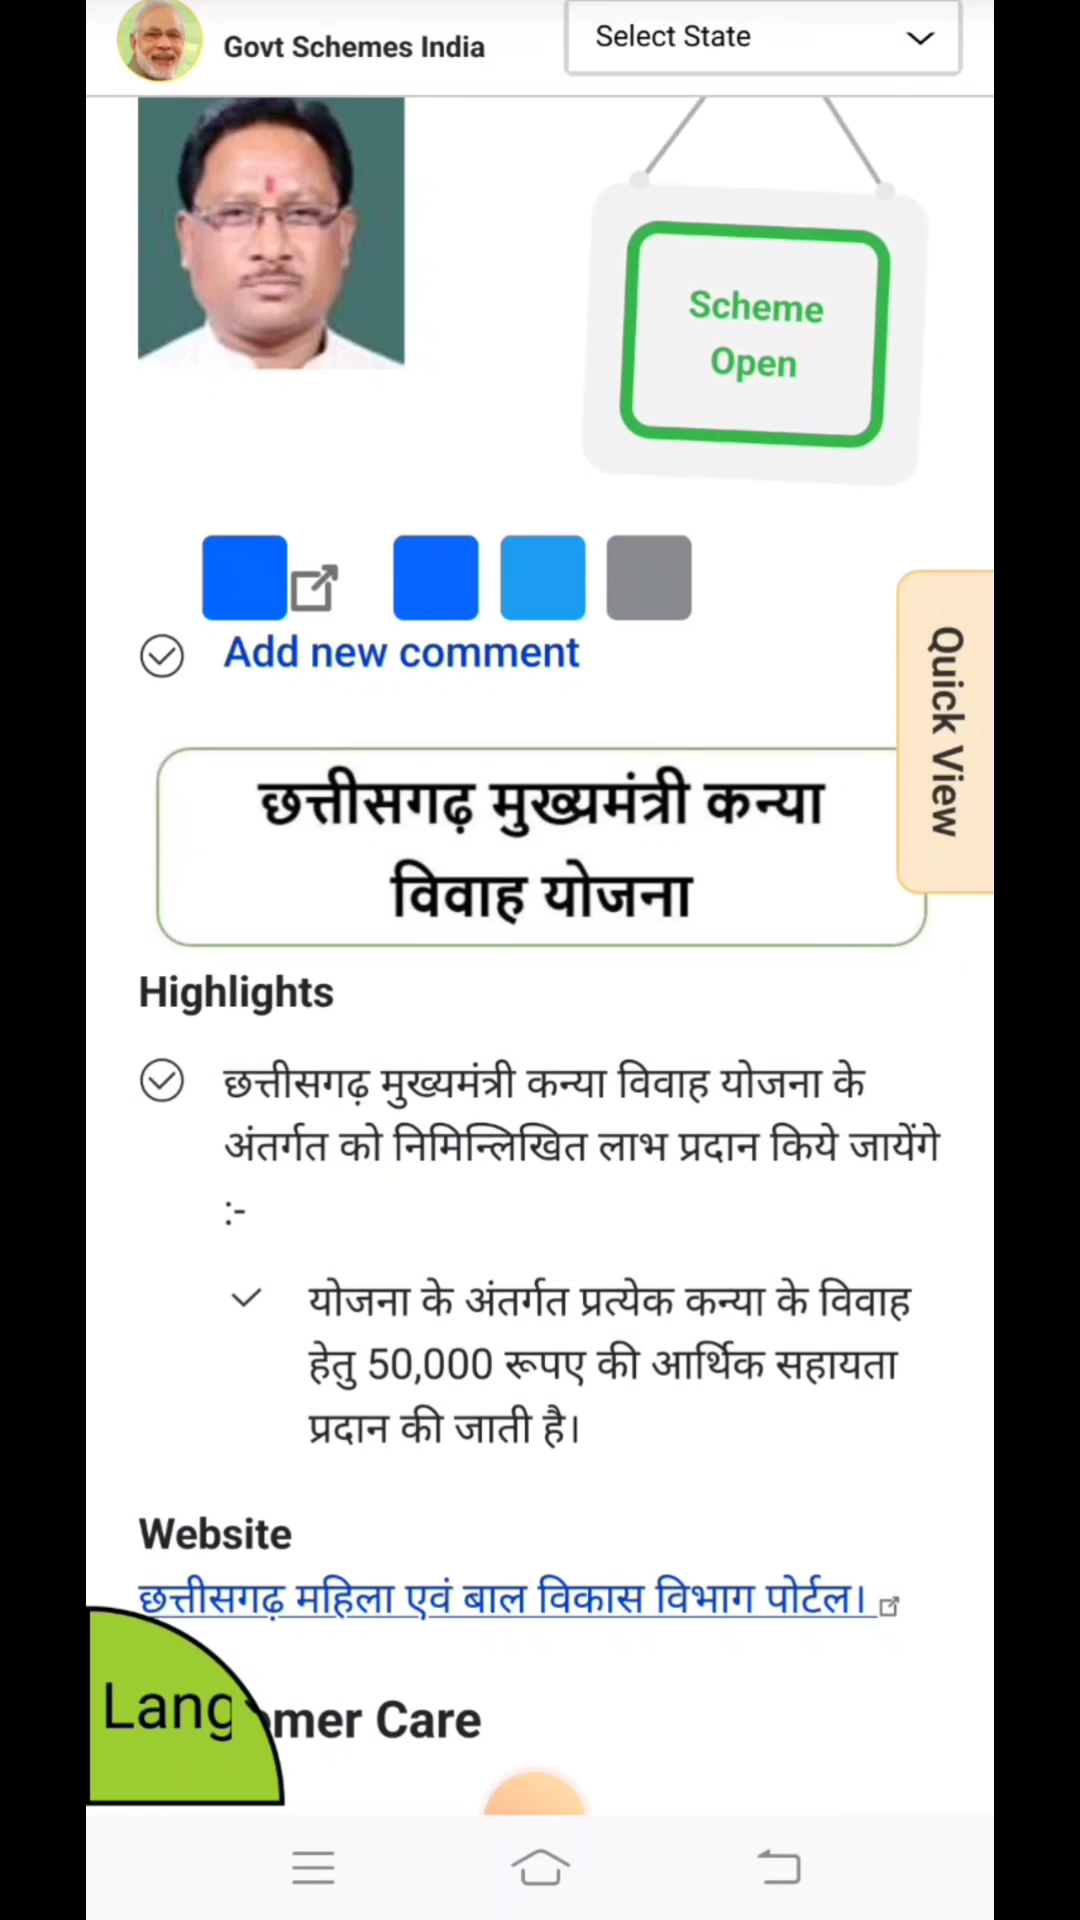 Govt Schemes India
Select State
Scheme
Open
Add new comment
Quick View
छत्तीसगढ़ मुख्यमंत्री कन्या
विवाह योजना
Highlights
छत्तीसगढ़ मुख्यमंत्री कन्या विवाह योजना के
अंतर्गत को निमिन्लिखित लाभ प्रदान किये जायेंगे
:-
योजना के अंतर्गत प्रत्येक कन्या के विवाह
हेतु 50,000 रूपए की आर्थिक सहायता
प्रदान की जाती है।
Website
छत्तीसगढ़ महिला एवं बाल विकास विभाग पोर्टल।
Lang
omer Care